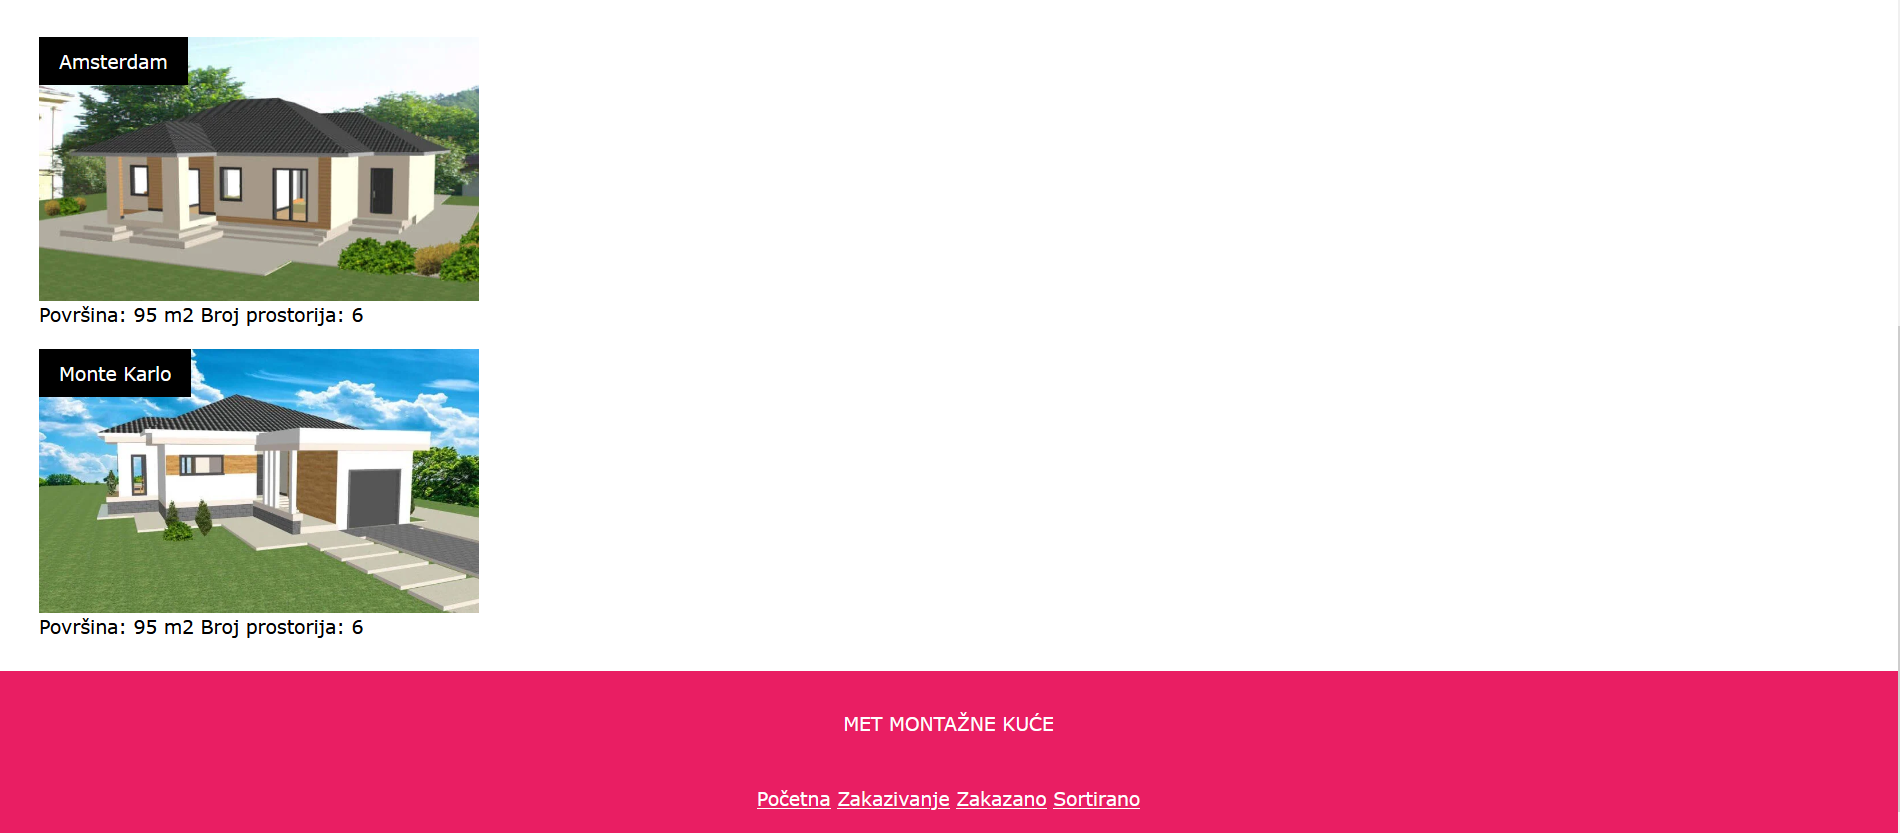 Amsterdam
Površina: 95 m2 Broj prostorija: 6
Monte Karlo
Površina: 95 m2 Broj prostorija: 6
MET MONTAŽNE KUĆE
Početna Zakazivanje Zakazano Sortirano